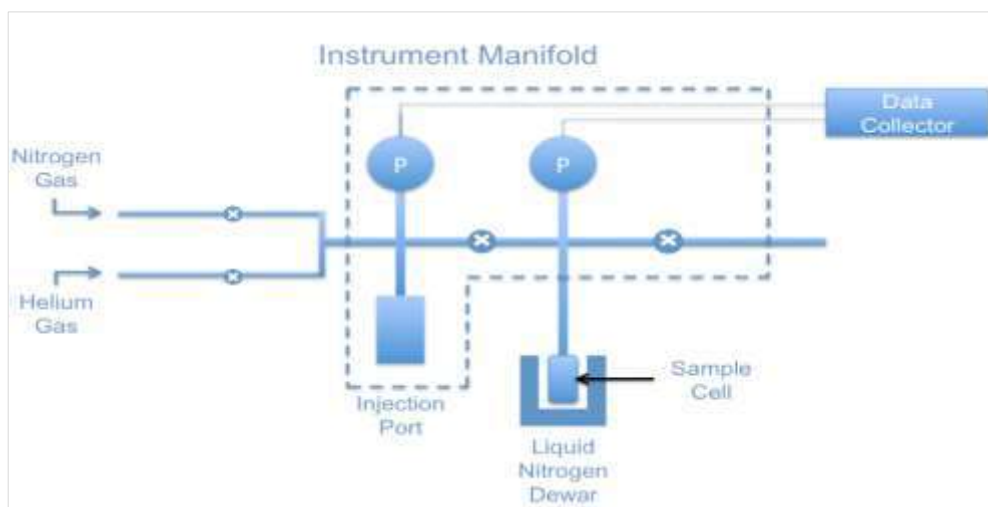 Instrument Manifold
Data
Collector
P
P
Nitrogen
Gas
Helium
Gas
Injection
Port
Sample
Cell
Liquid
Nitrogen
Dewar